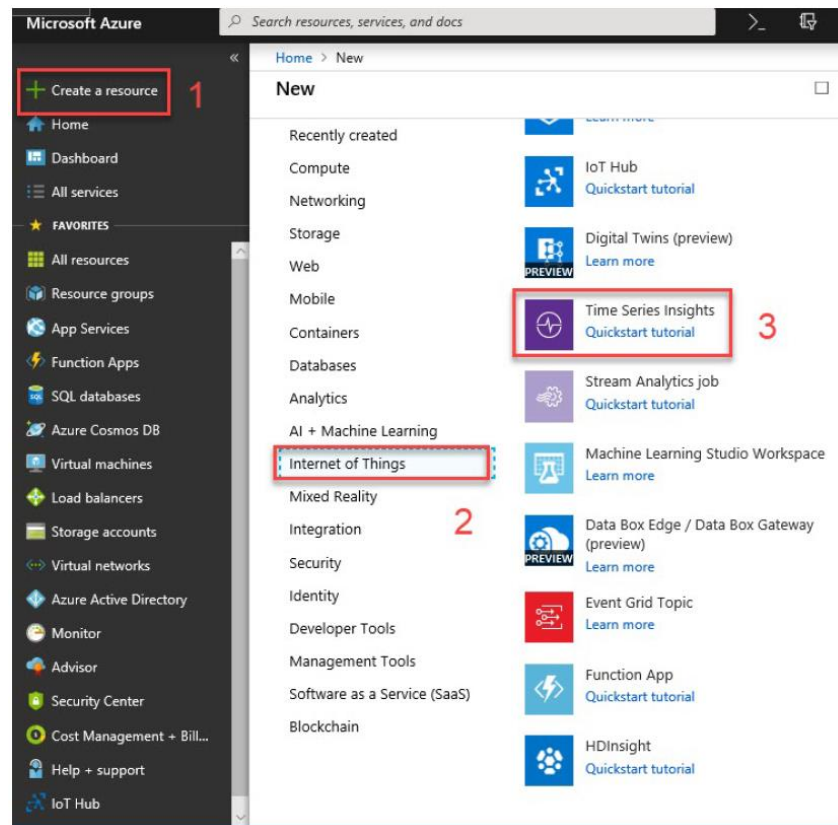 Microsoft Azure
Search resources, services, and docs
>_
«
Create a resource
1
Home
Dashboard
All services
FAVORITES
All resources
Resource groups
App Services
Function Apps
SQL databases
Azure Cosmos DB
Virtual machines
Load balancers
Storage accounts
Virtual networks
Azure Active Directory
Monitor
Advisor
Security Center
Cost Management + Bill...
Help + support
IoT Hub
Home > New
New
Recently created
Compute
Networking
Storage
Web
Mobile
Containers
Databases
Analytics
AI + Machine Learning
Internet of Things
2
Mixed Reality
Integration
Security
Identity
Developer Tools
Management Tools
Software as a Service (SaaS)
Blockchain
Learn more
IoT Hub
Quickstart tutorial
Digital Twins (preview)
PREVIEW
Learn more
Time Series Insights
Quickstart tutorial
3
Stream Analytics job
Quickstart tutorial
Machine Learning Studio Workspace
Learn more
Data Box Edge / Data Box Gateway
(preview)
PREVIEW
Learn more
Event Grid Topic
Learn more
Function App
Quickstart tutorial
HDInsight
Quickstart tutorial